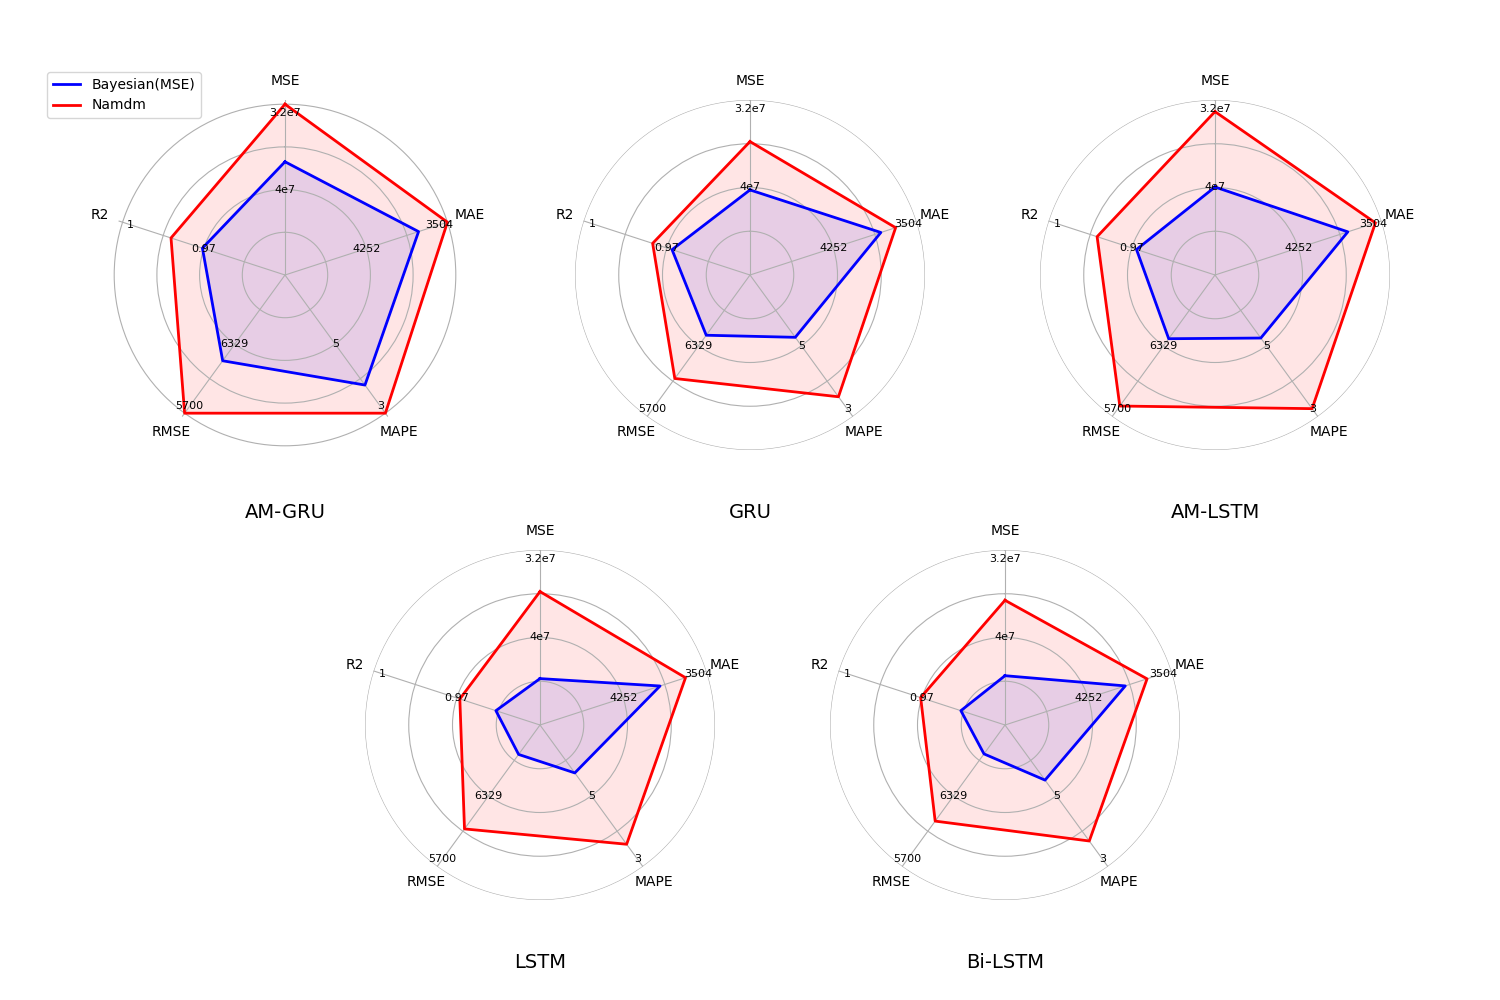 Bayesian(MSE)
Namdm
MSE
3.2e7
4e7
R2
1
0.97
MAE
3504
4252
6329
5
5700
3
RMSE
MAPE
AM-GRU
MSE
3.2e7
4e7
R2
1
0.97
MAE
3504
4252
6329
5
5700
3
RMSE
MAPE
GRU
MSE
3.2e7
4e7
R2
1
0.97
MAE
3504
4252
6329
5
5700
3
RMSE
MAPE
AM-LSTM
MSE
3.2e7
4e7
R2
1
0.97
MAE
3504
4252
6329
5
5700
3
RMSE
MAPE
LSTM
MSE
3.2e7
4e7
R2
1
0.97
MAE
3504
4252
6329
5
5700
3
RMSE
MAPE
Bi-LSTM